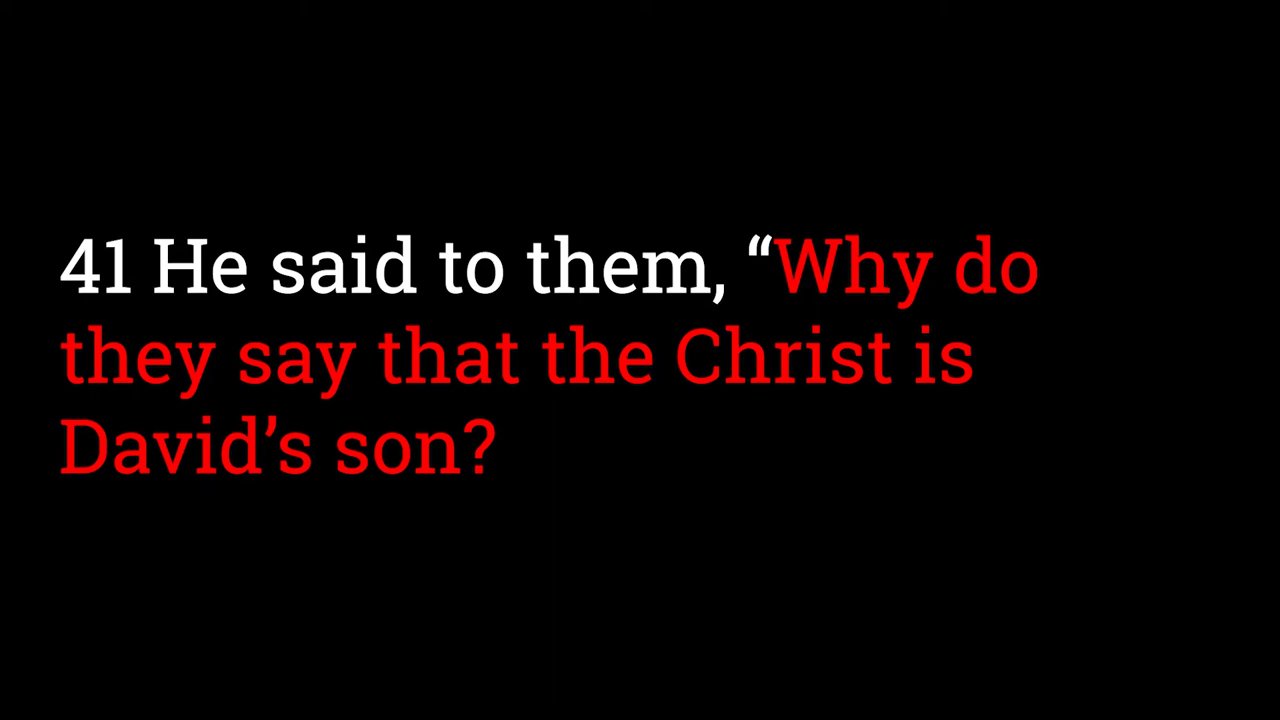 41 He said to them, “Why do
they say that the Christ is
David’s son?